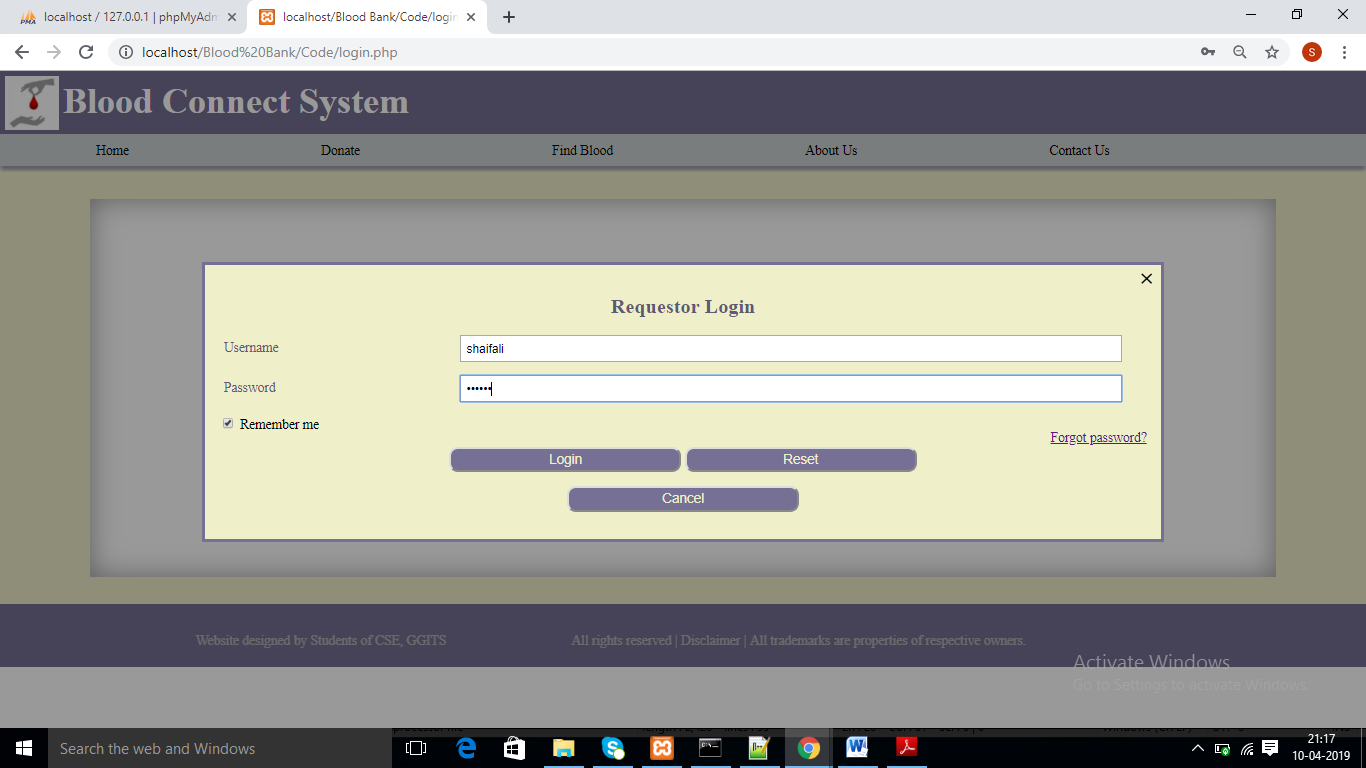 localhost / 127.0.0.1 | phpMyAdm
localhost/Blood Bank/Code/login
localhost/Blood%20Bank/Code/login.php
S
Blood Connect System
Home Donate Find Blood About Us Contact Us
Requestor Login
Username shaifali
Password ••••••
Remember me
Forgot password?
Login Reset
Cancel
Website designed by Students of CSE, GGITS All rights reserved | Disclaimer | All trademarks are properties of respective owners.
Activate Windows
Go to Settings to activate Windows.
Search the web and Windows
21:17
10-04-2019